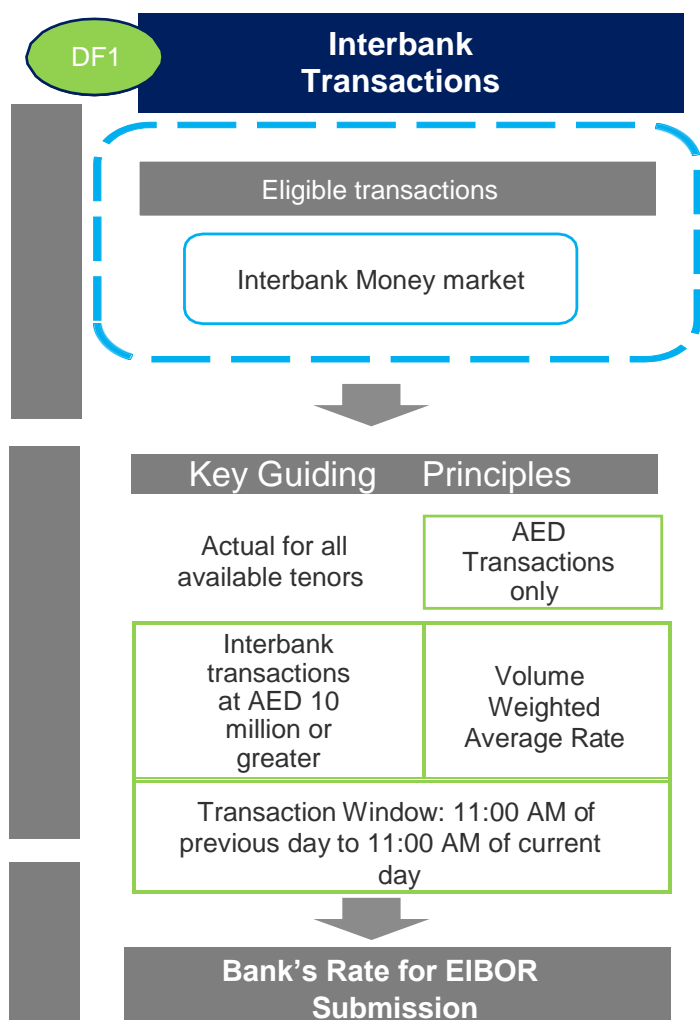 DF1
Interbank
Transactions
Eligible transactions
Interbank Money market
Key Guiding Principles
Actual for all
available tenors
AED
Transactions
only
Interbank
transactions
at AED 10
million or
greater
Volume
Weighted
Average Rate
Transaction Window: 11:00 AM of
previous day to 11:00 AM of current
day
Bank's Rate for EIBOR
Submission